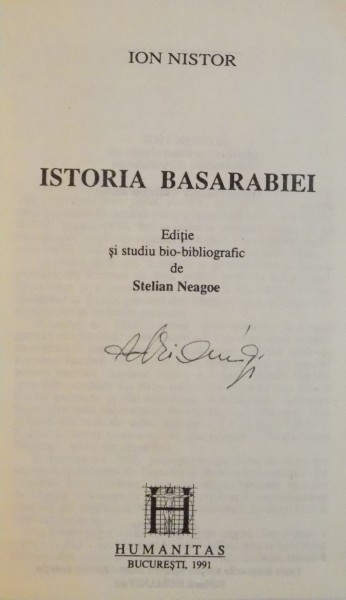 ION NISTOR
ISTORIA BASARABIEI
Ediție
și studiu bio-bibliografic
de
Stelian Neagoe
H
HUMANITAS
BUCUREȘTI, 1991